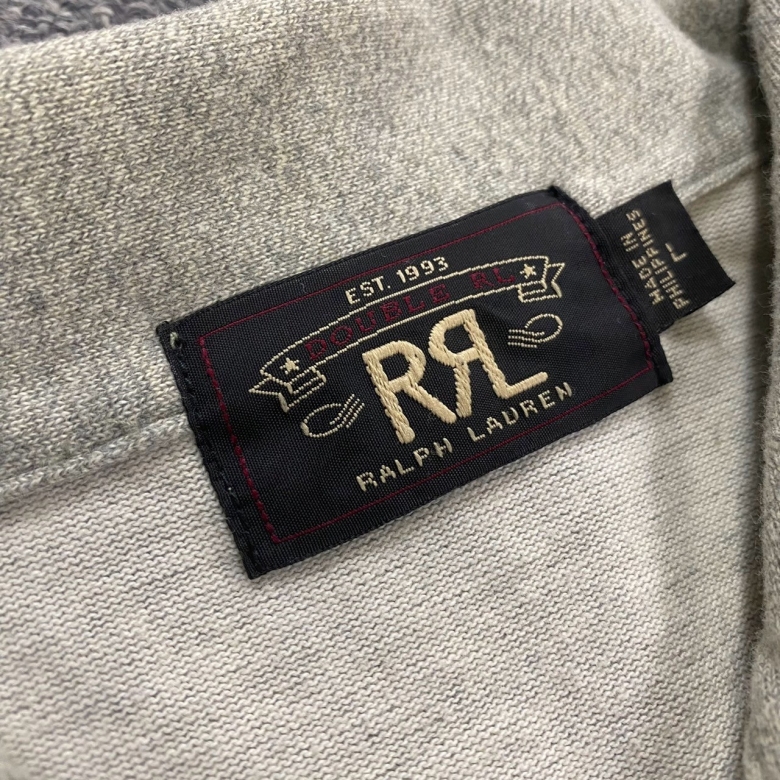 EST. 1993
DOUBLE RL
RRL
RALPH LAUREN
MADE IN
PHILIPPINES
L